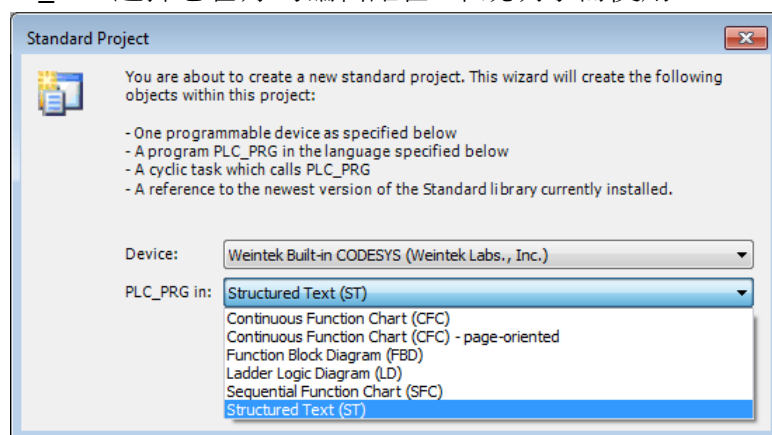 Standard Project
You are about to create a new standard project. This wizard will create the following
objects within this project:
- One programmable device as specified below
- A program PLC_PRG in the language specified below
- A cyclic task which calls PLC_PRG
- A reference to the newest version of the Standard library currently installed.
Device: Weintek Built-in CODESYS (Weintek Labs., Inc.)
PLC_PRG in: Structured Text (ST)
Continuous Function Chart (CFC)
Continuous Function Chart (CFC) - page-oriented
Function Block Diagram (FBD)
Ladder Logic Diagram (LD)
Sequential Function Chart (SFC)
Structured Text (ST)